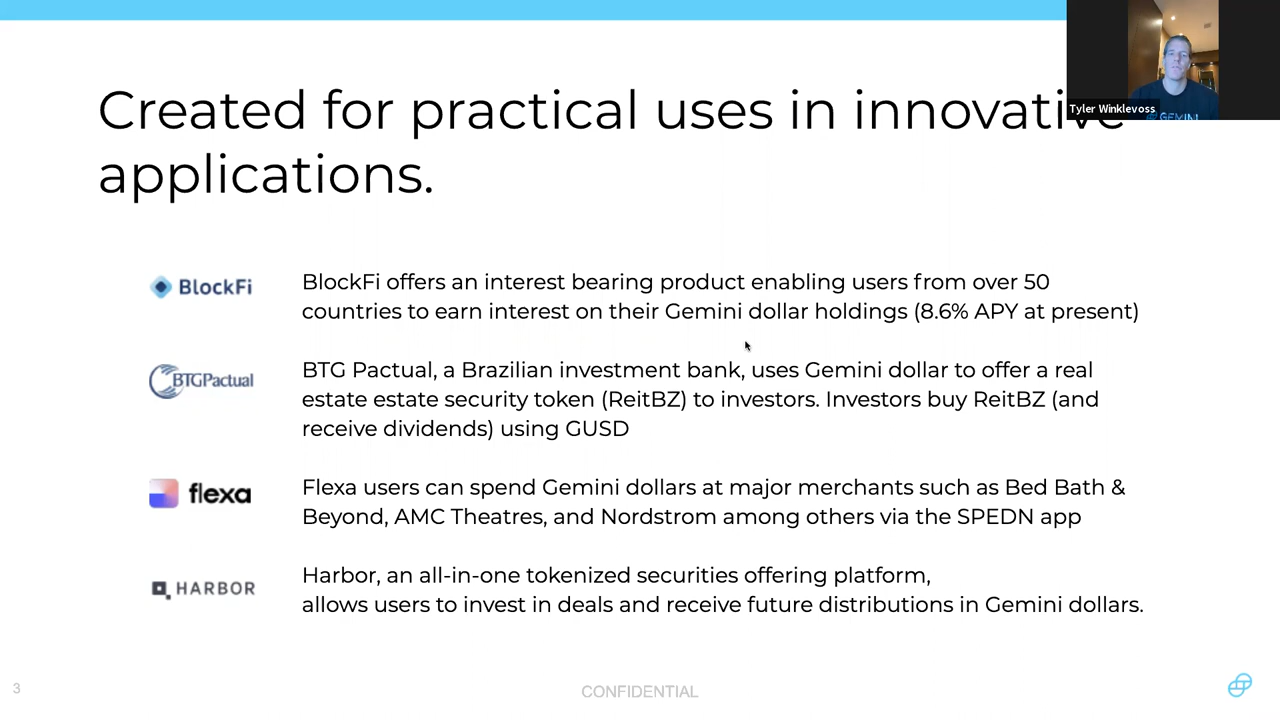 Created for practical uses in innovative
applications.
Tyler Winklevoss
GEMINI
BlockFi
BlockFi offers an interest bearing product enabling users from over 50
countries to earn interest on their Gemini dollar holdings (8.6% APY at present)
BTGPactual
BTG Pactual, a Brazilian investment bank, uses Gemini dollar to offer a real
estate estate security token (ReitBZ) to investors. Investors buy ReitBZ (and
receive dividends) using GUSD
flexa
Flexa users can spend Gemini dollars at major merchants such as Bed Bath &
Beyond, AMC Theatres, and Nordstrom among others via the SPEDN app
HARBOR
Harbor, an all-in-one tokenized securities offering platform,
allows users to invest in deals and receive future distributions in Gemini dollars.
3
CONFIDENTIAL